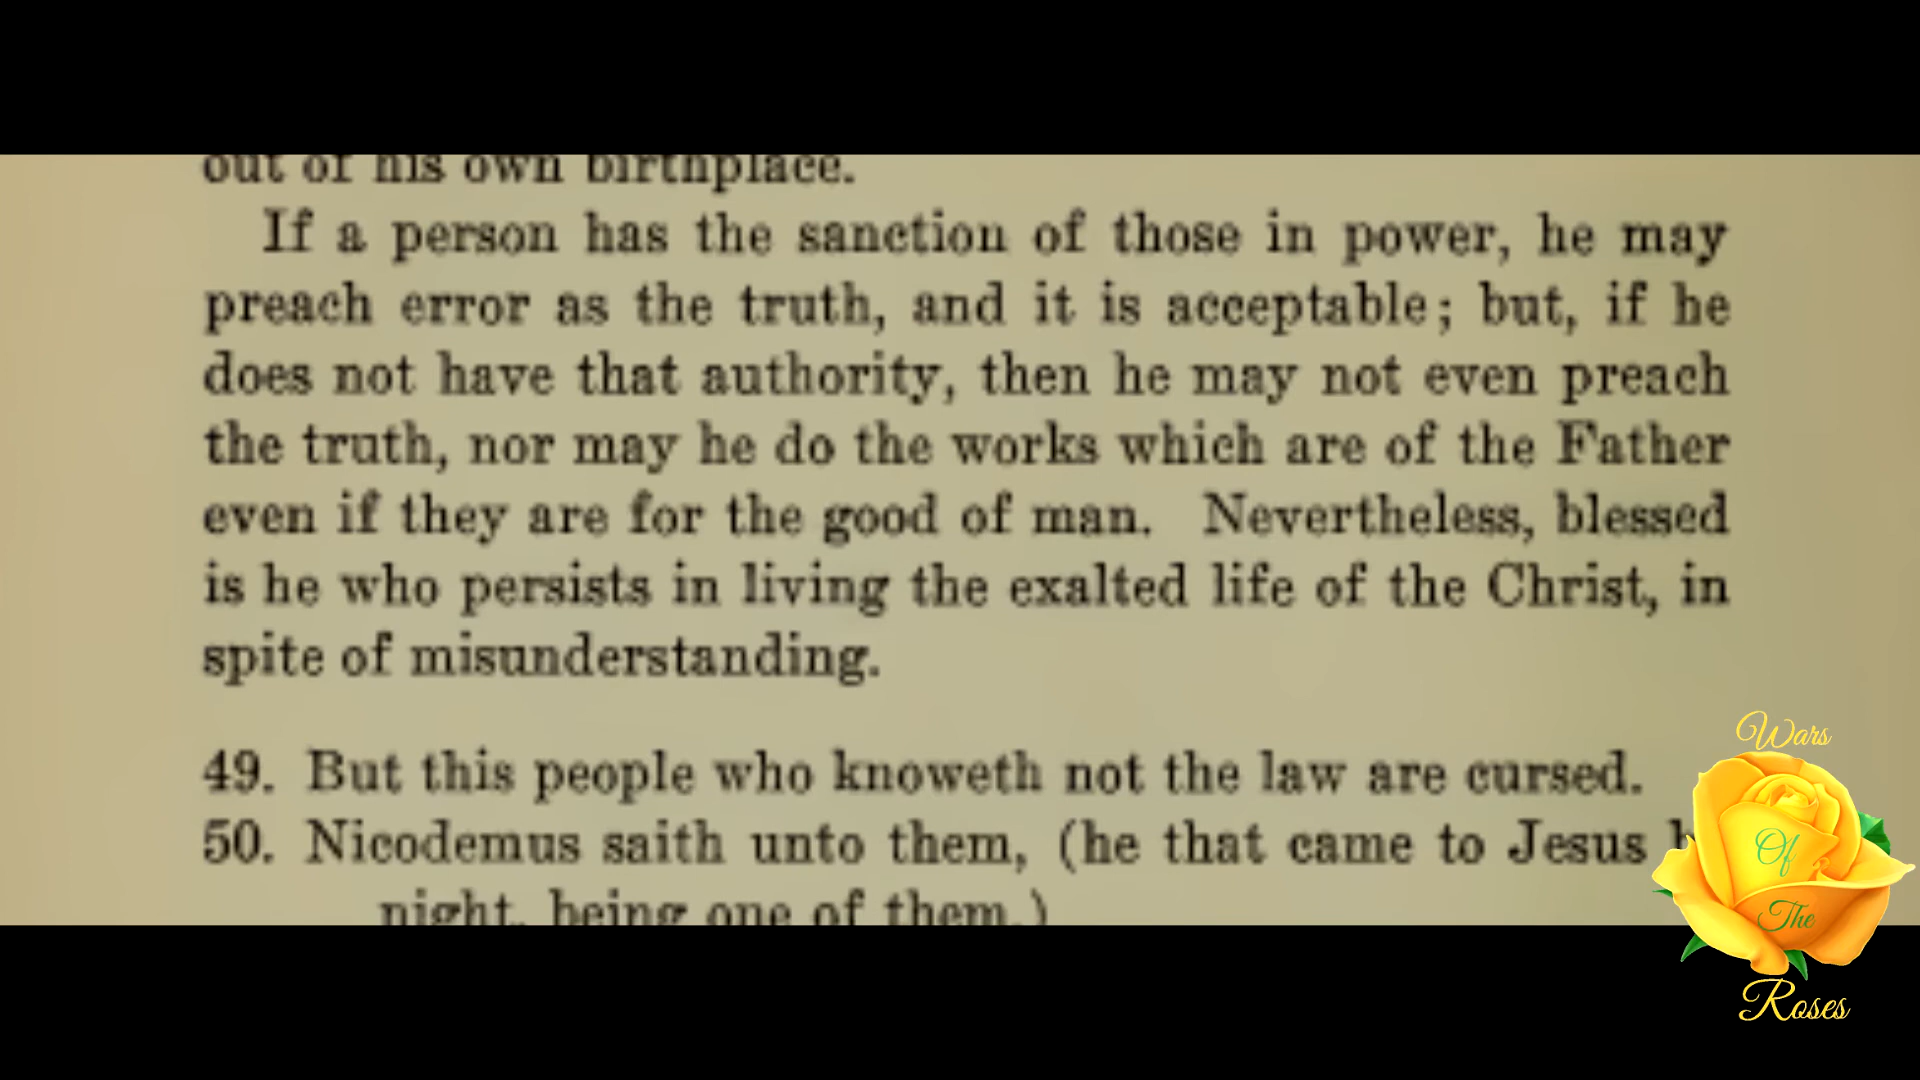 out of his own birthplace.
If a person has the sanction of those in power, he may
preach error as the truth, and it is acceptable; but, if he
does not have that authority, then he may not even preach
the truth, nor may he do the works which are of the Father
even if they are for the good of man. Nevertheless, blessed
is he who persists in living the exalted life of the Christ, in
spite of misunderstanding.
49. But this people who knoweth not the law are cursed.
50. Nicodemus saith unto them, (he that came to Jesus
night, being one of them.)
Wars
Of
The
Roses